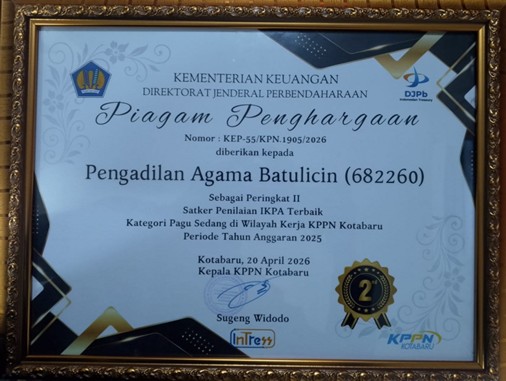 KEMENTERIAN KEUANGAN
DIREKTORAT JENDERAL PERBENDAHARAAN
DJPb
Piagam Penghargaan
Nomor : KEP-55/KPN.1905/2026
diberikan kepada
Pengadilan Agama Batulicin (682260)
Sebagai Peringkat II
Satker Penilaian IKPA Terbaik
Kategori Pagu Sedang di Wilayah Kerja KPPN Kotabaru
Periode Tahun Anggaran 2025
Kotabaru, 20 April 2026
Kepala KPPN Kotabaru
2
Sugeng Widodo
InTress
KPPN
KOTABARU